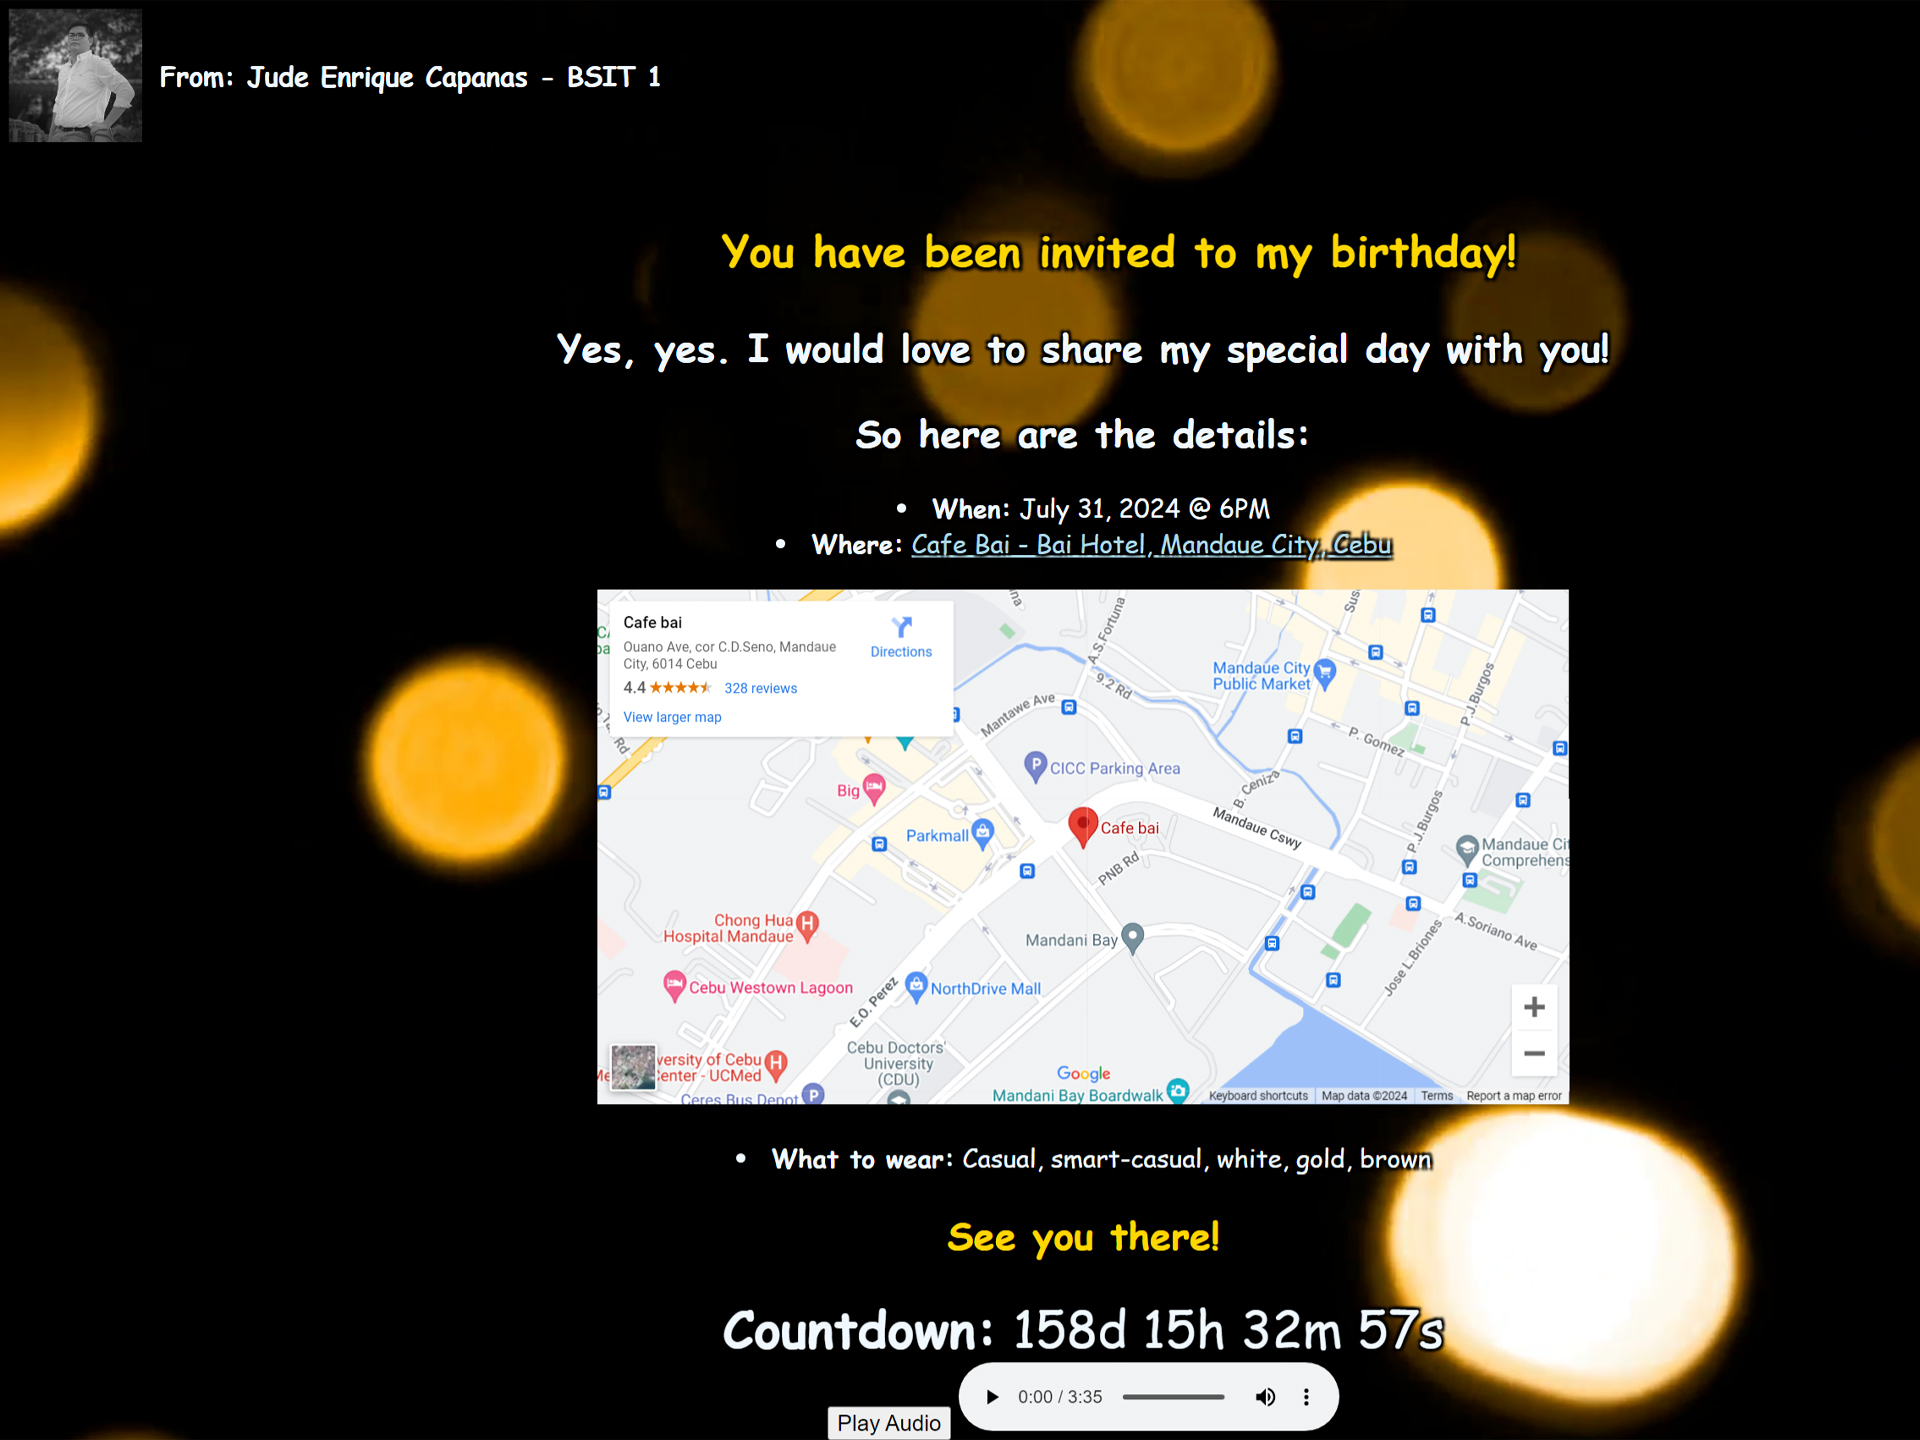 From: Jude Enrique Capanas - BSIT 1
You have been invited to my birthday!
Yes, yes. I would love to share my special day with you!
So here are the details:
• When: July 31, 2024 @ 6PM
• Where: Cafe Bai - Bai Hotel, Mandaue City, Cebu
Cafe bai
Ouano Ave, cor C.D.Seno, Mandaue
City, 6014 Cebu
Directions
4.4
328 reviews
View larger map
A.S.Fortuna
9.2 Rd
Mantawe Ave
Mandaue City
Public Market
P.J.Burgos
P. Gomez
CICC Parking Area
B. Ceniza
Big
Parkmall
Cafe bai
Mandaue Cswy
P.J.Burgos
PNB Rd
Mandaue Cit
Comprehens
Chong Hua
Hospital Mandaue
Mandani Bay
A.Soriano Ave
Jose L.Briones
Cebu Westown Lagoon
NorthDrive Mall
E.O. Perez
versity of Cebu
enter - UCMed
Cebu Doctors'
University
(CDU)
Ceres Bus Depot
Google
Mandani Bay Boardwalk
Keyboard shortcuts
Map data ©2024
Terms
Report a map error
• What to wear: Casual, smart-casual, white, gold, brown
See you there!
Countdown: 158d 15h 32m 57s
Play Audio
0:00 / 3:35